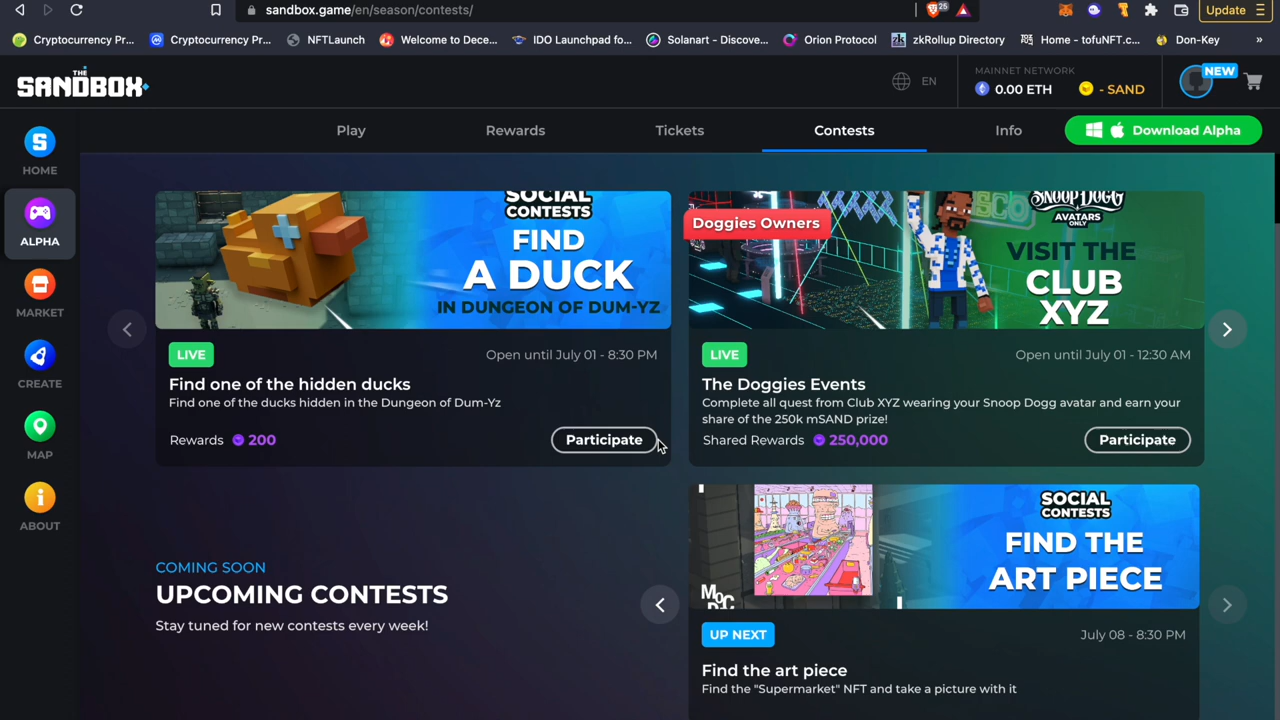 sandbox.game/en/season/contests/
25
Update
Cryptocurrency Pr...
Cryptocurrency Pr...
NFTLaunch
Welcome to Dece...
IDO Launchpad fo...
Solanart – Discove...
Orion Protocol
zk
zkRollup Directory
Home - tofuNFT.c...
Don-Key
»
THE
SANDBOX
EN
MAINNET NETWORK
0.00 ETH
- SAND
NEW
Play
Rewards
Tickets
Contests
Info
Download Alpha
S
HOME
ALPHA
MARKET
CREATE
MAP
ABOUT
SOCIAL
CONTESTS
FIND
A DUCK
IN DUNGEON OF DUM-YZ
LIVE
Open until July 01 - 8:30 PM
Find one of the hidden ducks
Find one of the ducks hidden in the Dungeon of Dum-Yz
Rewards 200
Participate
Doggies Owners
SNOOP DOGG
AVATARS
ONLY
VISIT THE
CLUB
XYZ
LIVE
Open until July 01 - 12:30 AM
The Doggies Events
Complete all quest from Club XYZ wearing your Snoop Dogg avatar and earn your
share of the 250k mSAND prize!
Shared Rewards 250,000
Participate
COMING SOON
UPCOMING CONTESTS
Stay tuned for new contests every week!
SOCIAL
CONTESTS
FIND THE
ART PIECE
UP NEXT
July 08 - 8:30 PM
Find the art piece
Find the "Supermarket" NFT and take a picture with it